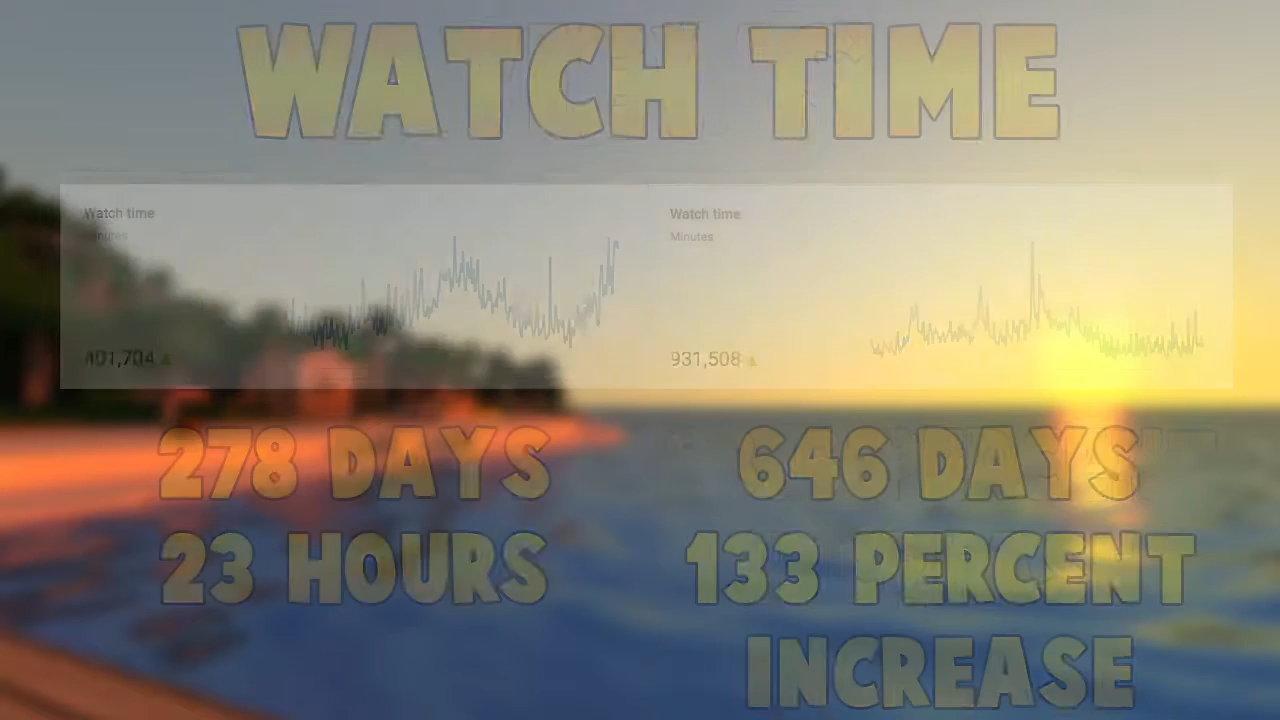 WATCH TIME
Watch time
Minutes
401,704
Watch time
Minutes
931,508
278 DAYS
23 HOURS
646 DAYS
133 PERCENT
INCREASE